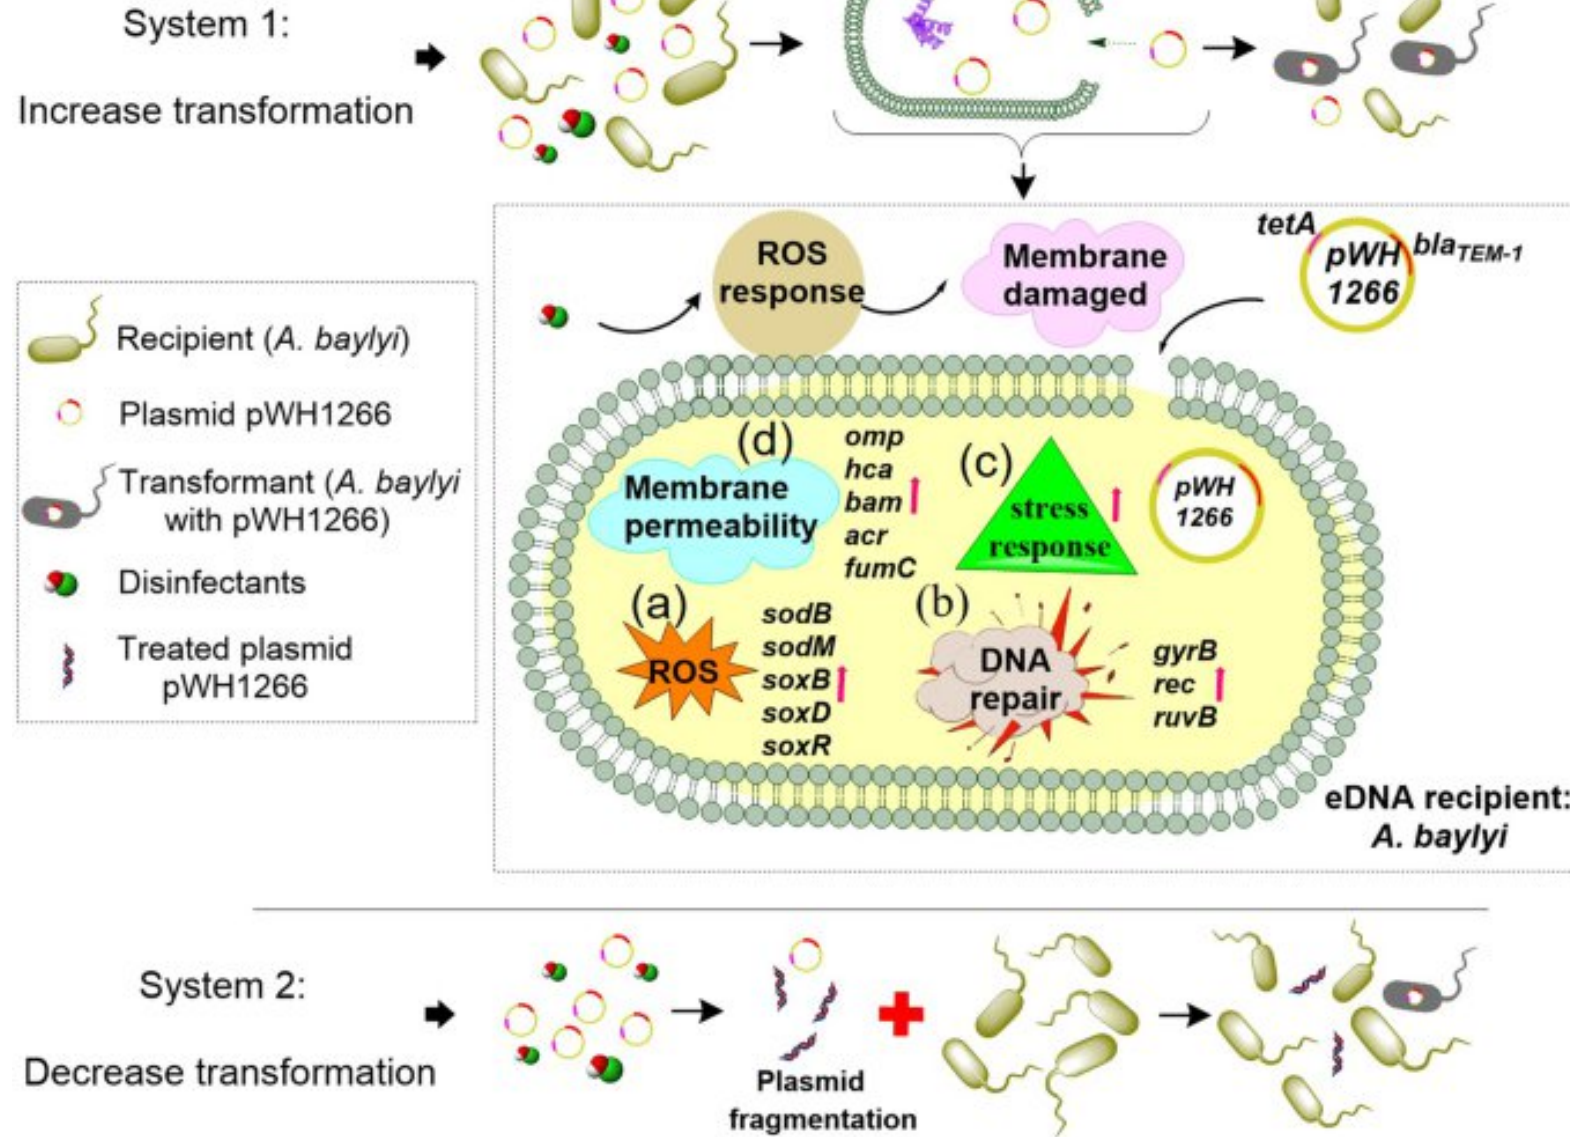 System 1:
Increase transformation
ROS
response
Membrane
damaged
tetA
pWH
1266
blaTEM-1
Recipient (A. baylyi)
Plasmid pWH1266
Transformant (A. baylyi
with pWH1266)
Disinfectants
Treated plasmid
pWH1266
(d)
Membrane
permeability
omp
hca
bam
acr
fumC
(c)
stress
response
pWH
1266
(a)
ROS
sodB
sodM
soxB
soxD
soxR
(b)
DNA
repair
gyrB
rec
ruvB
eDNA recipient:
A. baylyi
System 2:
Decrease transformation
Plasmid
fragmentation